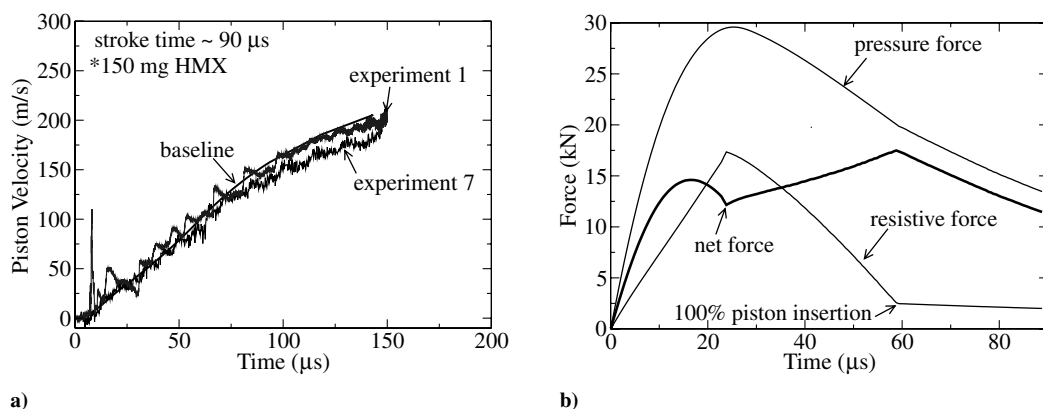 stroke time ~ 90 μs
*150 mg HMX
experiment 1
baseline
experiment 7
Piston Velocity (m/s)
300
250
200
150
100
50
0
0 50 100 150 200
Time (μs)
a)
pressure force
net force
resistive force
100% piston insertion
Force (kN)
30
25
20
15
10
5
0
0 20 40 60 80
Time (μs)
b)